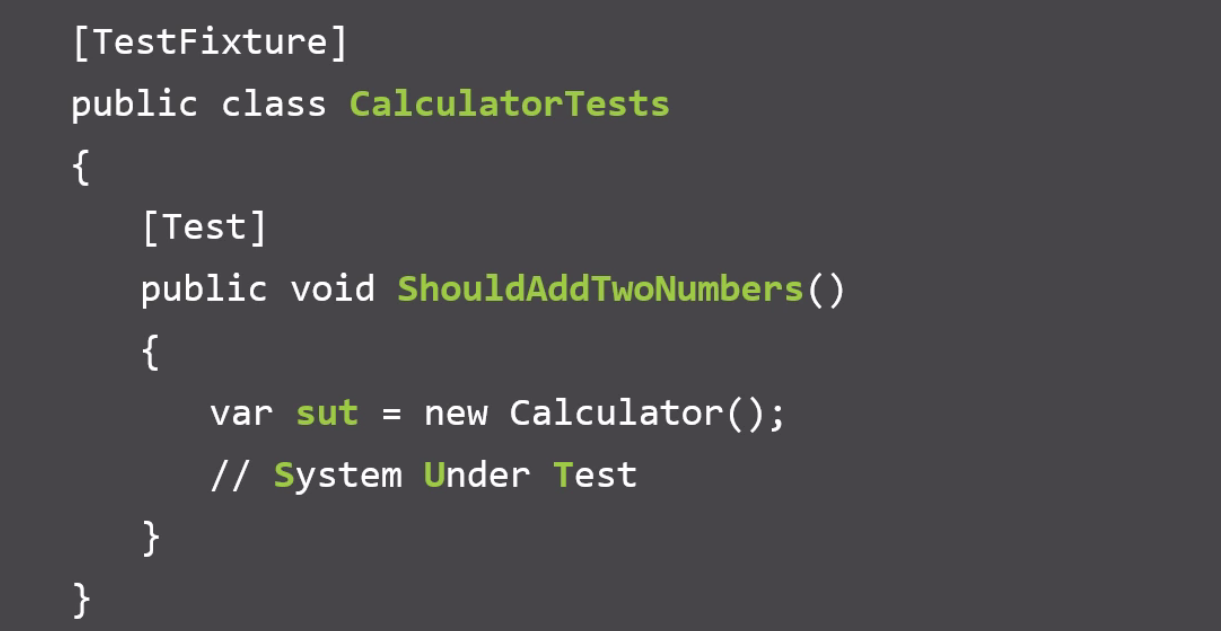 [TestFixture]
public class CalculatorTests
{
[Test]
public void ShouldAddTwoNumbers()
{
var sut = new Calculator();
// System Under Test
}
}